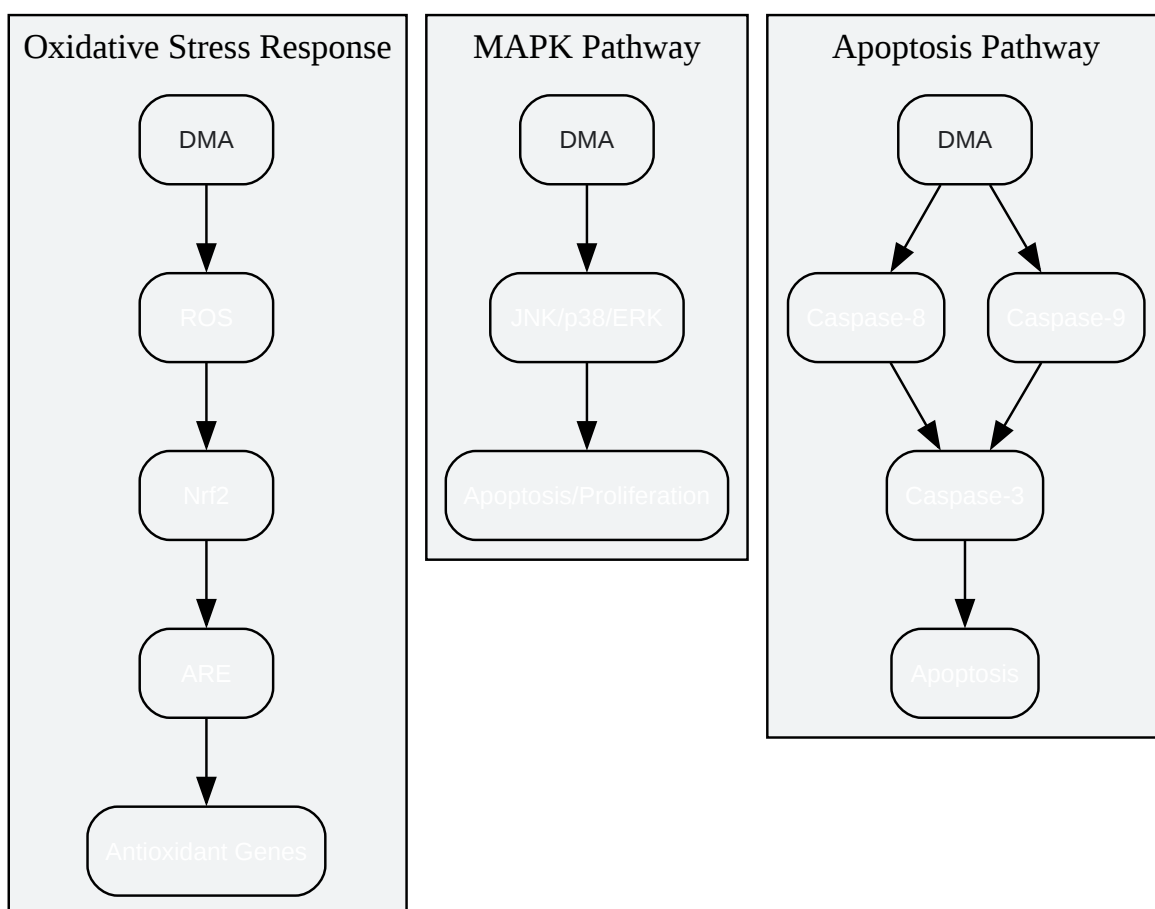 Oxidative Stress Response
DMA
ROS
Nrf2
ARE
Antioxidant Genes
MAPK Pathway
DMA
JNK/p38/ERK
Apoptosis/Proliferation
Apoptosis Pathway
DMA
Caspase-8
Caspase-9
Caspase-3
Apoptosis